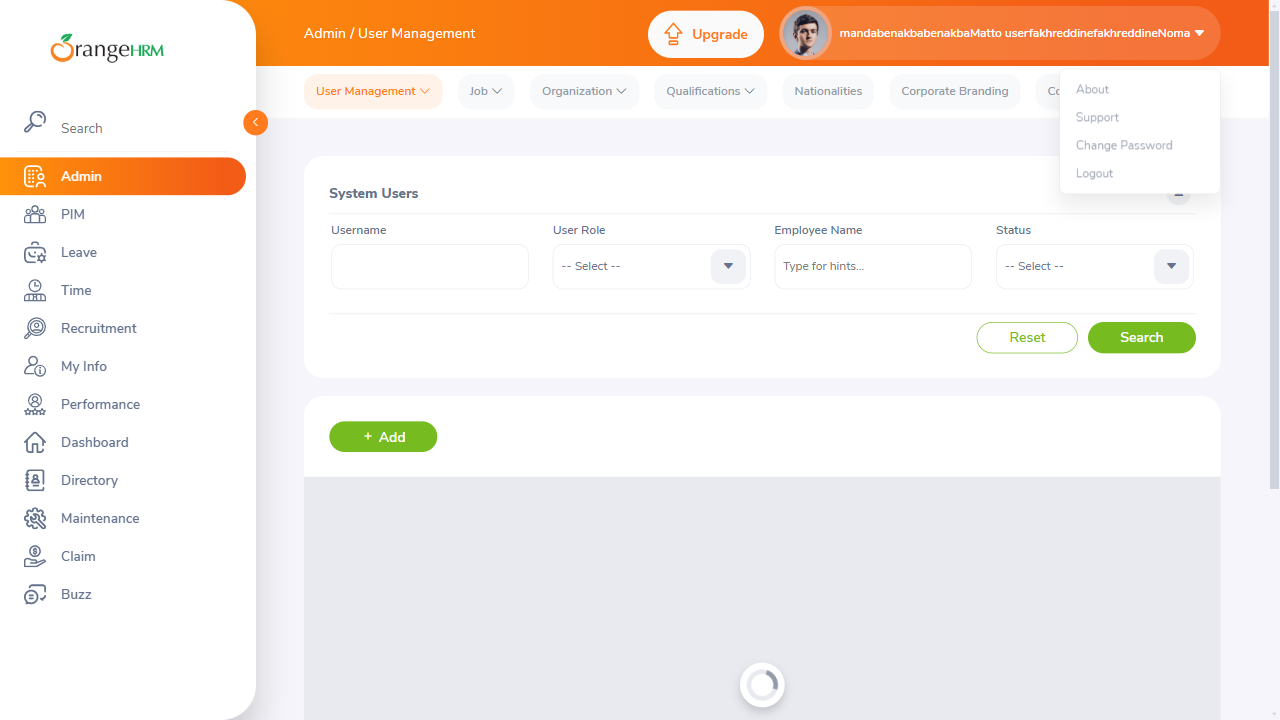 OrangeHRM
Admin / User Management
Upgrade
mandabenakbabenakbaMatto userfakhreddinefakhreddineNoma
About
Support
Change Password
Logout
User Management
Job
Organization
Qualifications
Nationalities
Corporate Branding
Co
Search
Admin
PIM
Leave
Time
Recruitment
My Info
Performance
Dashboard
Directory
Maintenance
Claim
Buzz
System Users
Username
User Role
Employee Name
Status
-- Select --
Type for hints...
-- Select --
Reset
Search
+ Add